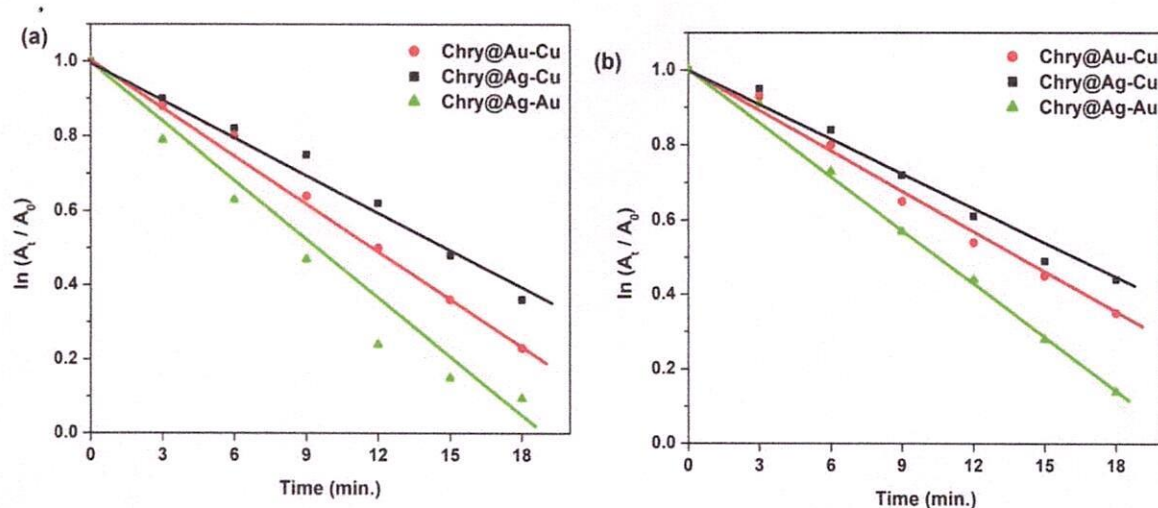 (a)
Chry@Au-Cu
Chry@Ag-Cu
Chry@Ag-Au
1.0
0.8
0.6
0.4
0.2
0.0
ln (At / A0)
0 3 6 9 12 15 18
Time (min.)
(b)
Chry@Au-Cu
Chry@Ag-Cu
Chry@Ag-Au
1.0
0.8
0.6
0.4
0.2
0.0
ln (At / A0)
0 3 6 9 12 15 18
Time (min.)